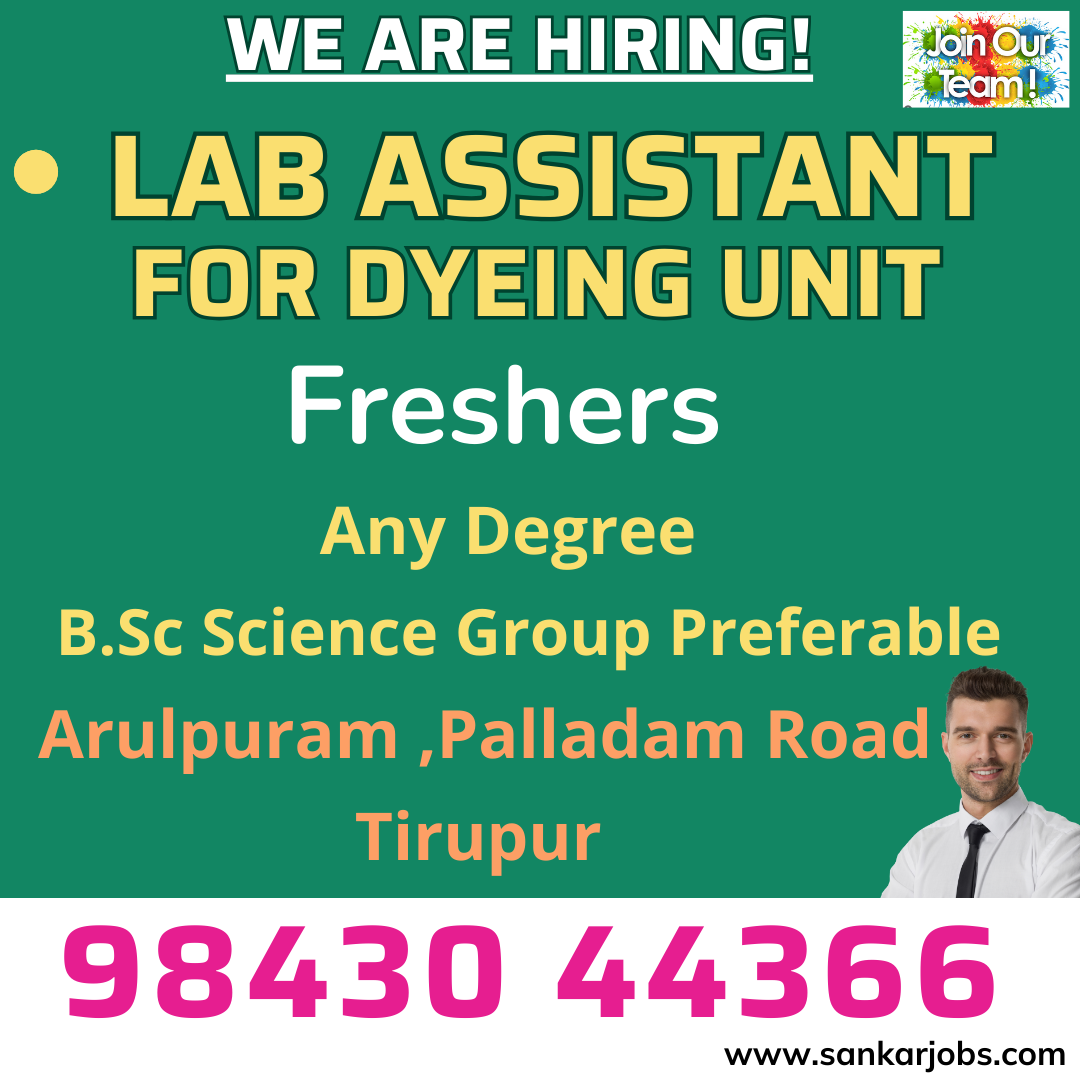 WE ARE HIRING!
Join Our
Team !
• LAB ASSISTANT
FOR DYEING UNIT
Freshers
Any Degree
B.Sc Science Group Preferable
Arulpuram ,Palladam Road
Tirupur
98430 44366
www.sankarjobs.com